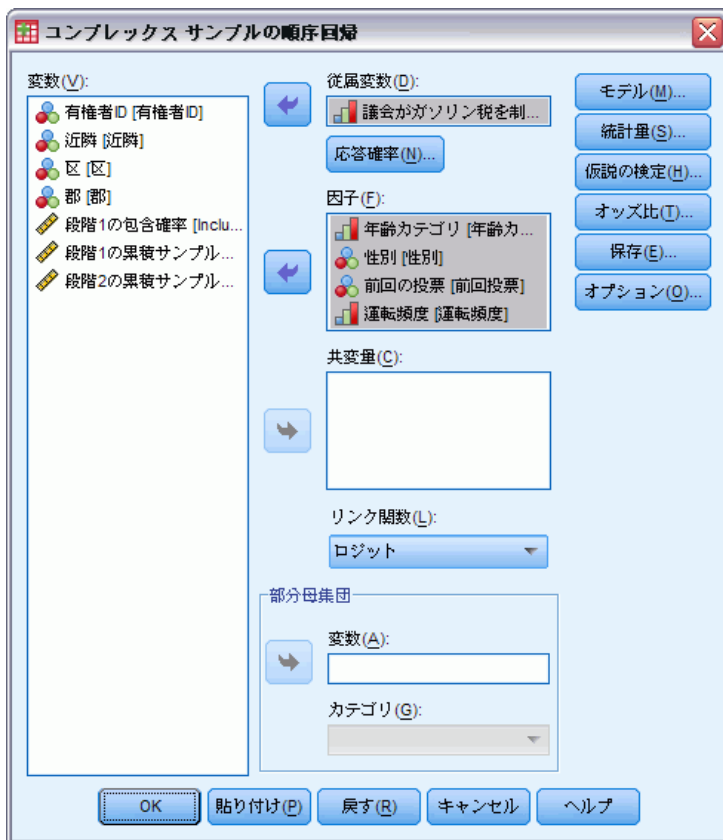 コンプレックス サンプルの順序回帰
変数(V):
有権者ID [有権者ID]
近隣 [近隣]
区 [区]
郡 [郡]
段階1の包含確率 [Inclu...
段階1の累積サンプル...
段階2の累積サンプル...
従属変数(D):
議会がガソリン税を制...
応答確率(N)...
因子(F):
年齢カテゴリ [年齢カ...
性別 [性別]
前回の投票 [前回投票]
運転頻度 [運転頻度]
共変量(C):
リンク関数(L):
ロジット
部分母集団
変数(A):
カテゴリ(G):
モデル(M)...
統計量(S)...
仮説の検定(H)...
オッズ比(T)...
保存(E)...
オプション(O)...
OK
貼り付け(P)
戻す(R)
キャンセル
ヘルプ